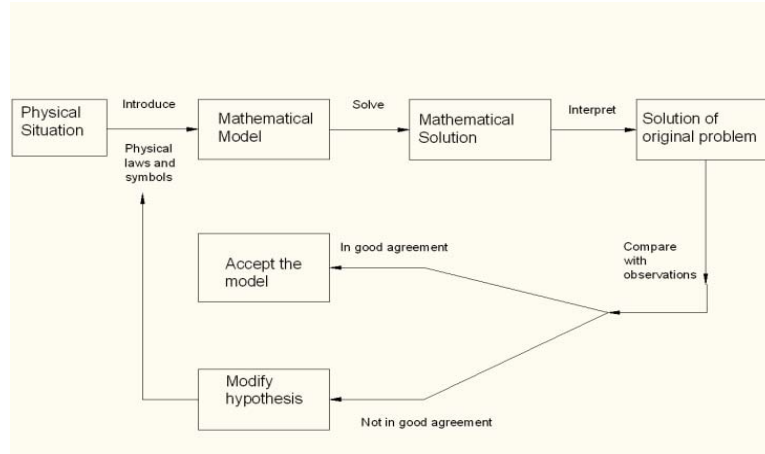 Physical
Situation
Introduce
Physical
laws and
symbols
Mathematical
Model
Solve
Mathematical
Solution
Interpret
Solution of
original problem
Compare
with
observations
In good agreement
Accept the
model
Not in good agreement
Modify
hypothesis